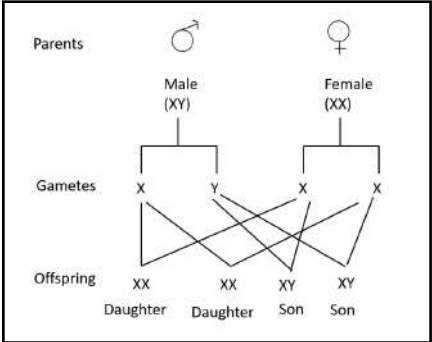 Parents
Male Female
(XY) (XX)
Gametes X Y X X
Offspring XX XX XY XY
Daughter Daughter Son Son